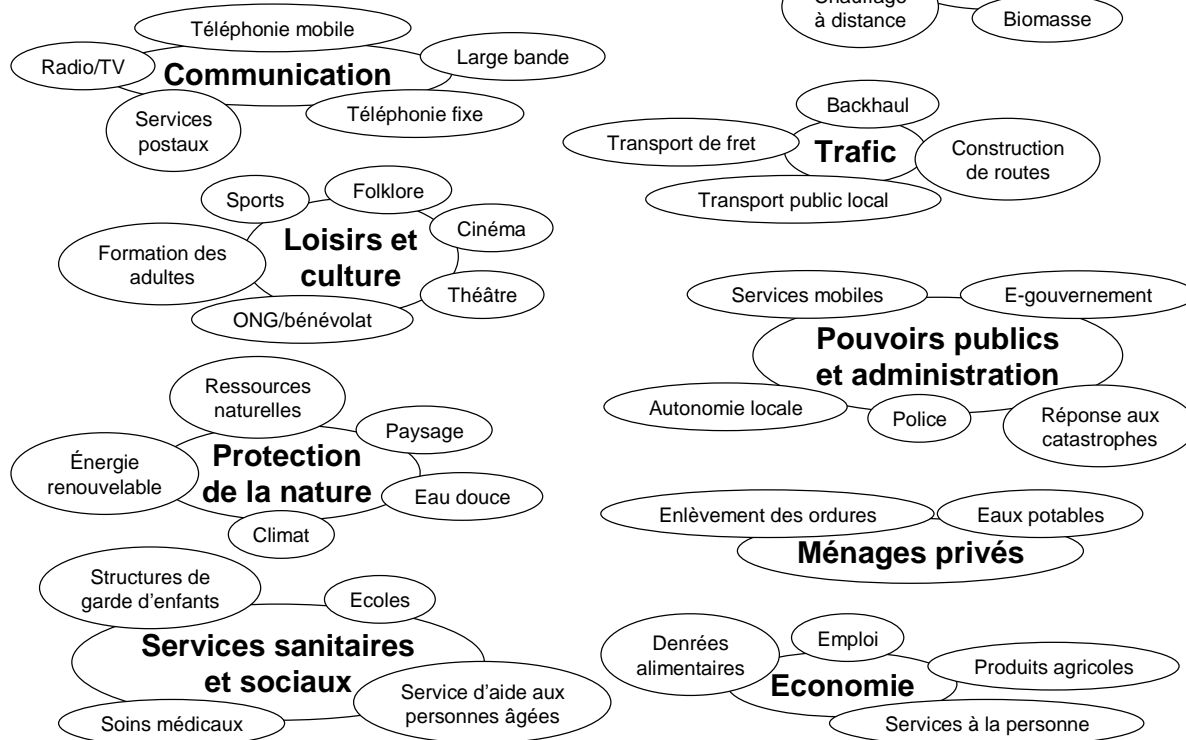 Téléphonie mobile
Radio/TV
Communication
Large bande
Services
postaux
Téléphonie fixe
Sports
Folklore
Cinéma
Formation des
adultes
Loisirs et
culture
Théâtre
ONG/bénévolat
Ressources
naturelles
Paysage
Énergie
renouvelable
Protection
de la nature
Eau douce
Climat
Structures de
garde d'enfants
Ecoles
Services sanitaires
et sociaux
Service d'aide aux
personnes âgées
Soins médicaux
Chauffage
à distance
Biomasse
Backhaul
Transport de fret
Trafic
Construction
de routes
Transport public local
Services mobiles
E-gouvernement
Pouvoirs publics
et administration
Autonomie locale
Police
Réponse aux
catastrophes
Enlèvement des ordures
Eaux potables
Ménages privés
Denrées
alimentaires
Emploi
Produits agricoles
Economie
Services à la personne